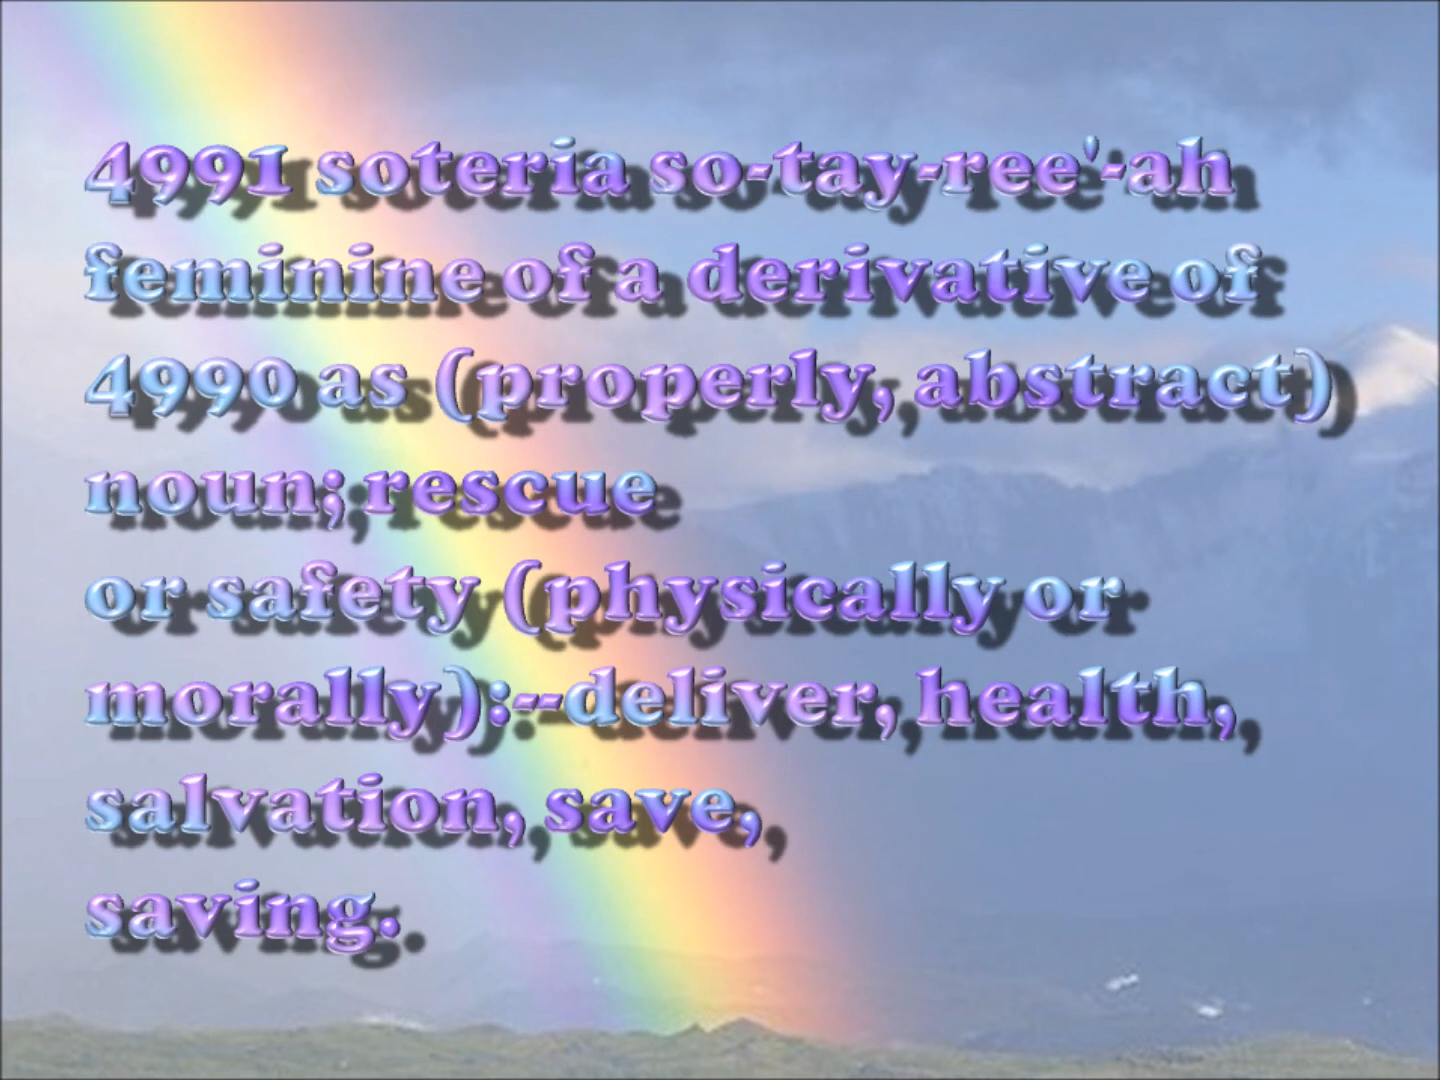 4991 soteria so-tay-ree'-ah
feminine of a derivative of
4990 as (properly, abstract)
noun; rescue
or safety (physically or
morally):--deliver, health,
salvation, save,
saving.